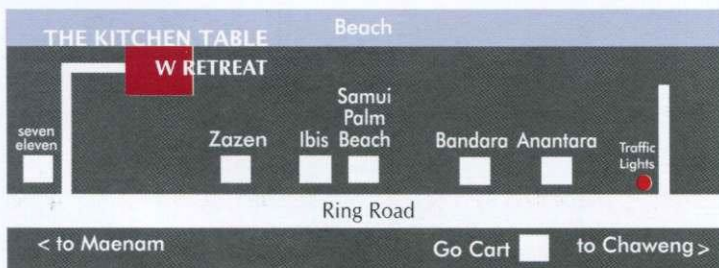 Beach
THE KITCHEN TABLE
W RETREAT
seven
eleven
Zazen
Ibis
Samui
Palm
Beach
Bandara
Anantara
Traffic
Lights
Ring Road
< to Maenam
Go Cart
to Chaweng >